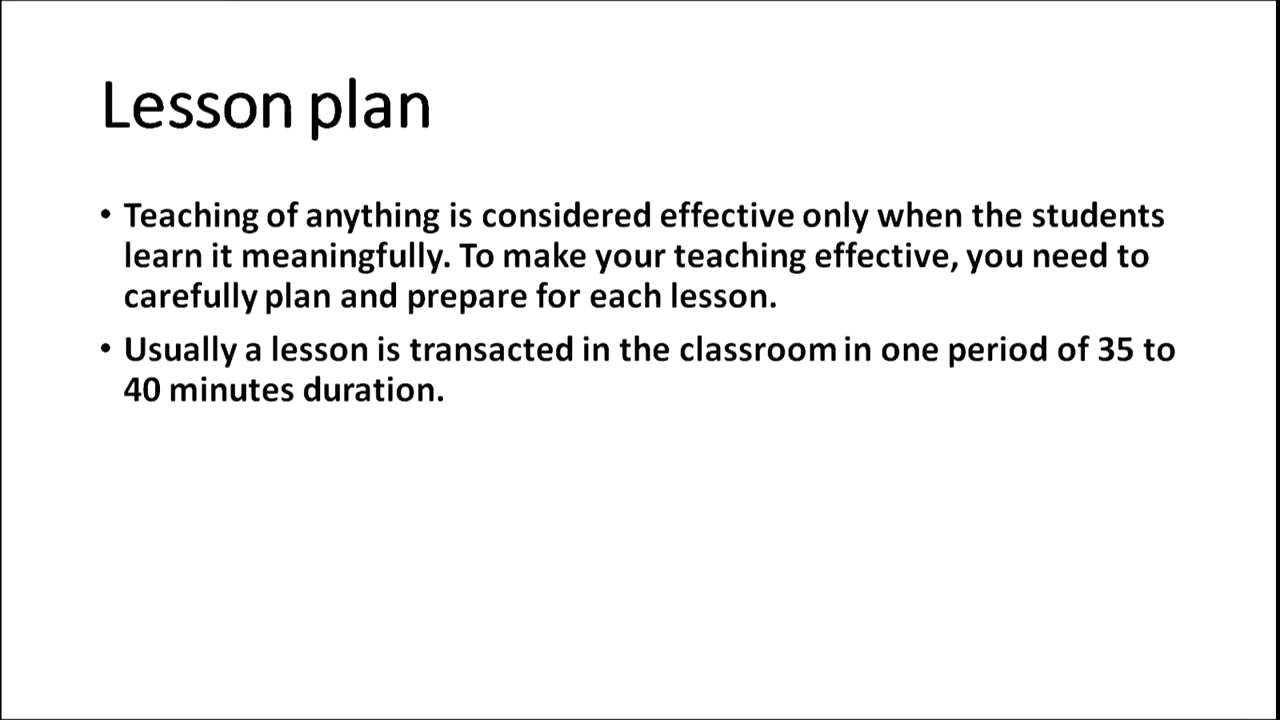 Lesson plan
• Teaching of anything is considered effective only when the students
learn it meaningfully. To make your teaching effective, you need to
carefully plan and prepare for each lesson.
• Usually a lesson is transacted in the classroom in one period of 35 to
40 minutes duration.